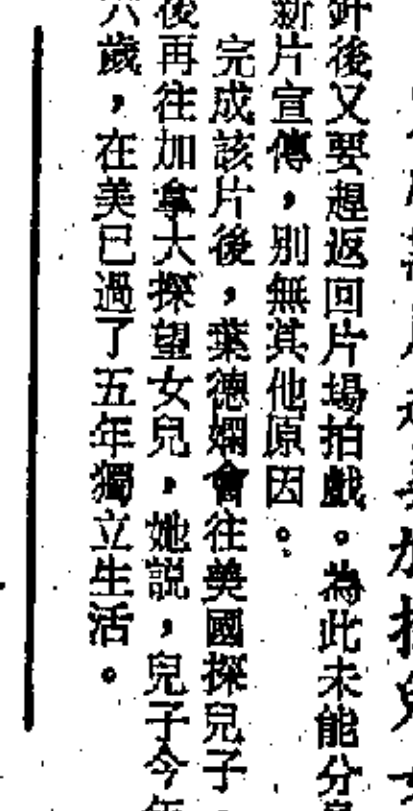 針後又要趕返回片場拍戲。為此未能分
新片宣傳，別無其他原因。
完成該片後，葉德嫻會往美國探兒子，
後再往加拿大探望女兒，她說，兒子今年
六歲，在美已過了五年獨立生活。